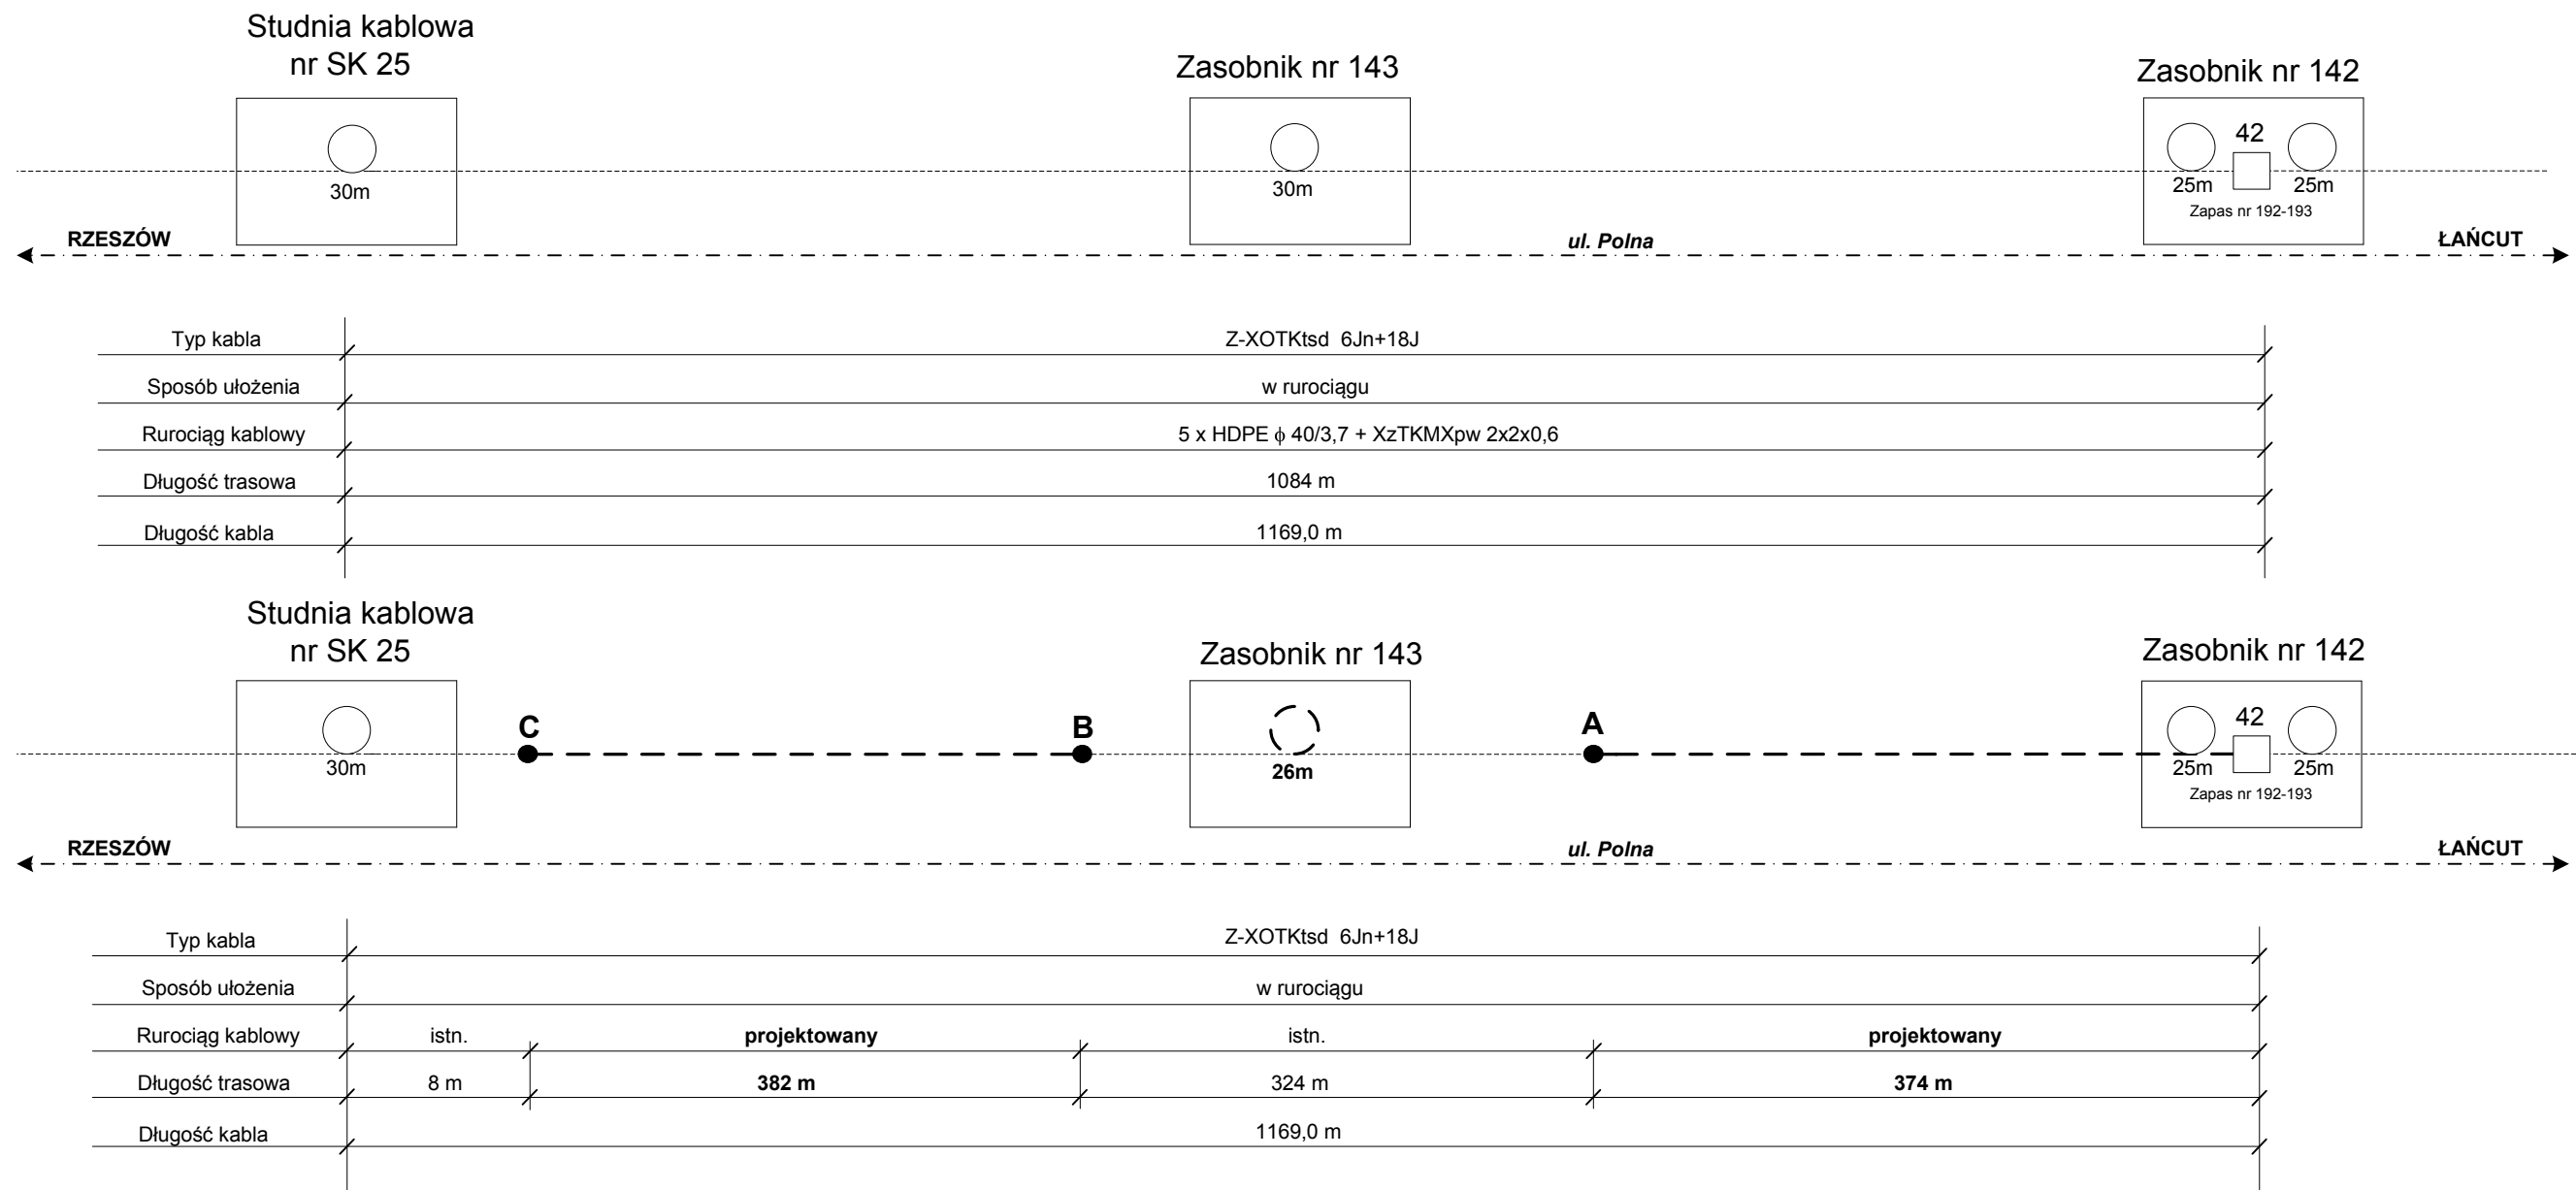 Studnia kablowa
nr SK 25
Zasobnik nr 143
Zasobnik nr 142
30m
30m
42
25m
25m
Zapas nr 192-193
RZESZÓW
ul. Polna
ŁAŃCUT
Typ kabla
Z-XOTKtsd 6Jn+18J
Sposób ułożenia
w rurociągu
Rurociąg kablowy
5 x HDPE ϕ 40/3,7 + XzTKMXpw 2x2x0,6
Długość trasowa
1084 m
Długość kabla
1169,0 m
Studnia kablowa
nr SK 25
Zasobnik nr 143
Zasobnik nr 142
30m
C
B
26m
A
42
25m
25m
Zapas nr 192-193
RZESZÓW
ul. Polna
ŁAŃCUT
Typ kabla
Z-XOTKtsd 6Jn+18J
Sposób ułożenia
w rurociągu
Rurociąg kablowy
istn.
projektowany
istn.
projektowany
Długość trasowa
8 m
382 m
324 m
374 m
Długość kabla
1169,0 m